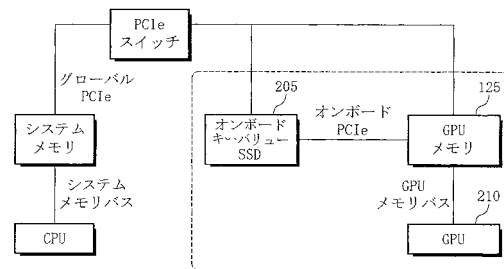 PCIe
スイッチ
グローバル
PCIe
システム
メモリ
システム
メモリバス
CPU
205
オンボード
キーバリュー
SSD
オンボード
PCIe
125
GPU
メモリ
GPU
メモリバス
210
GPU